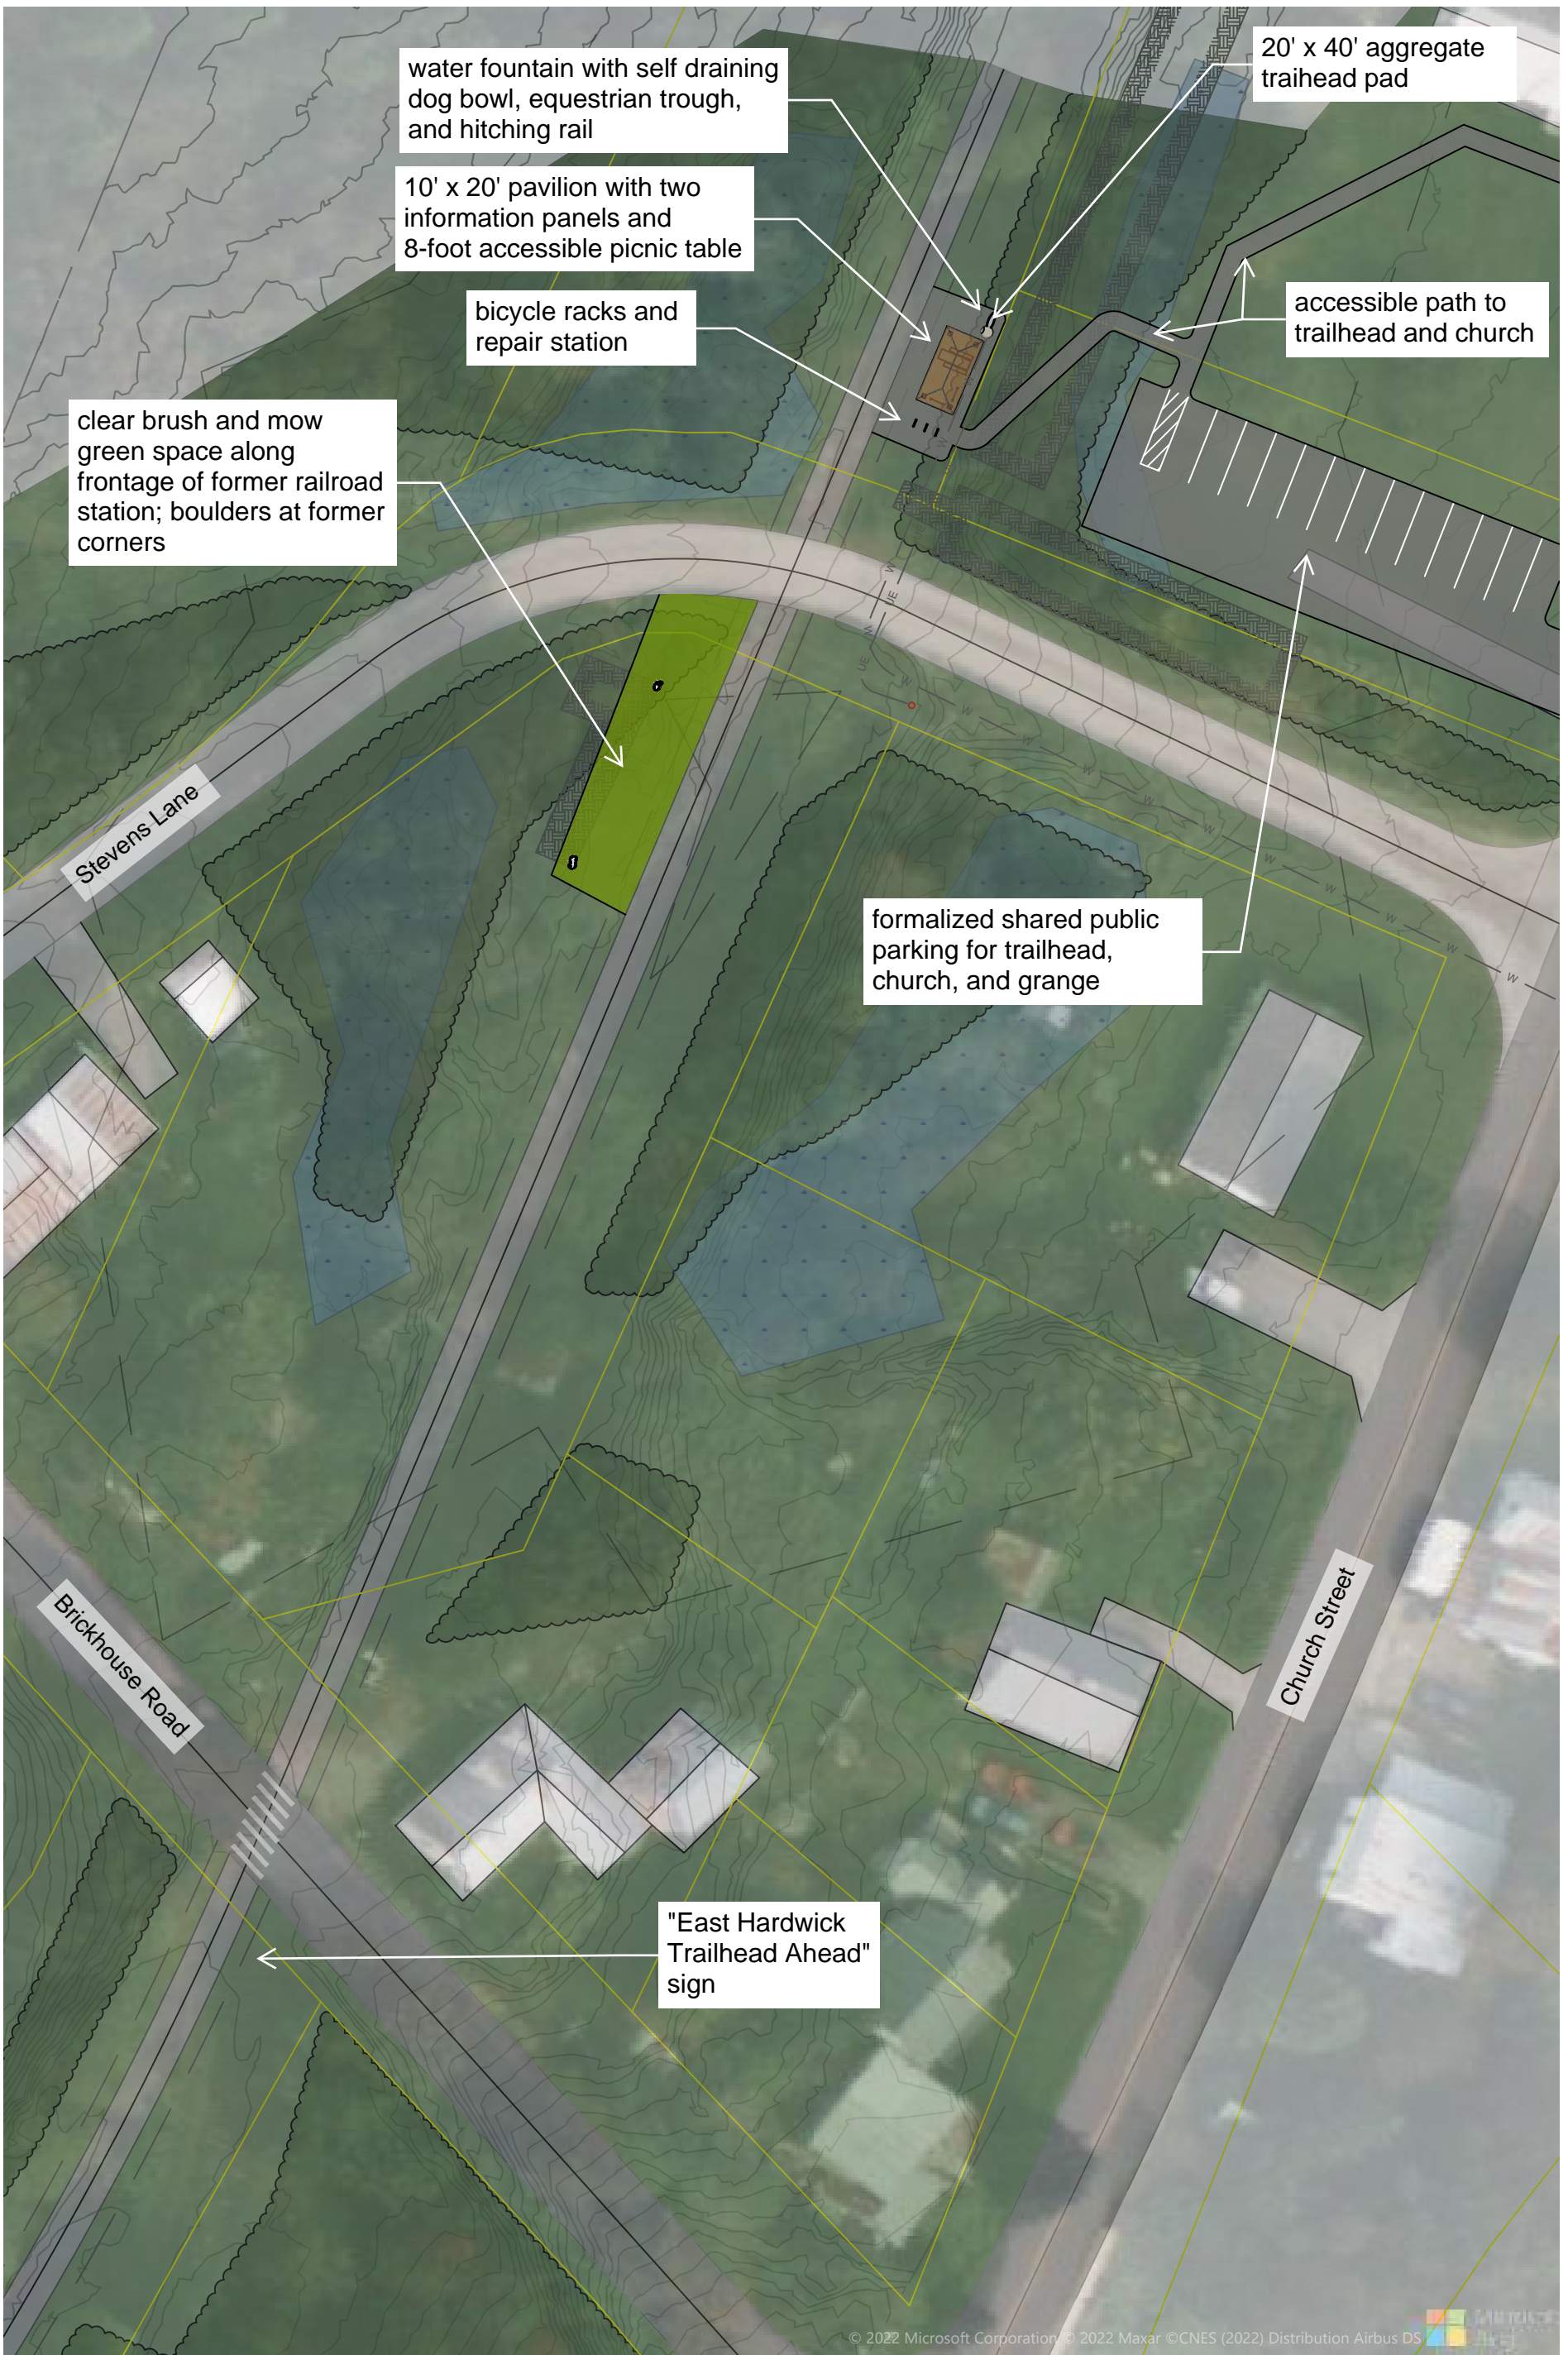 water fountain with self draining
dog bowl, equestrian trough,
and hitching rail
20' x 40' aggregate
traihead pad
10' x 20' pavilion with two
information panels and
8-foot accessible picnic table
bicycle racks and
repair station
accessible path to
trailhead and church
clear brush and mow
green space along
frontage of former railroad
station; boulders at former
corners
W
W
UE
W
UE
W
W
W
W
W
W
W
W
W
Stevens Lane
formalized shared public
parking for trailhead,
church, and grange
Brickhouse Road
Church Street
"East Hardwick
Trailhead Ahead"
sign
© 2022 Microsoft Corporation © 2022 Maxar ©CNES (2022) Distribution Airbus DS